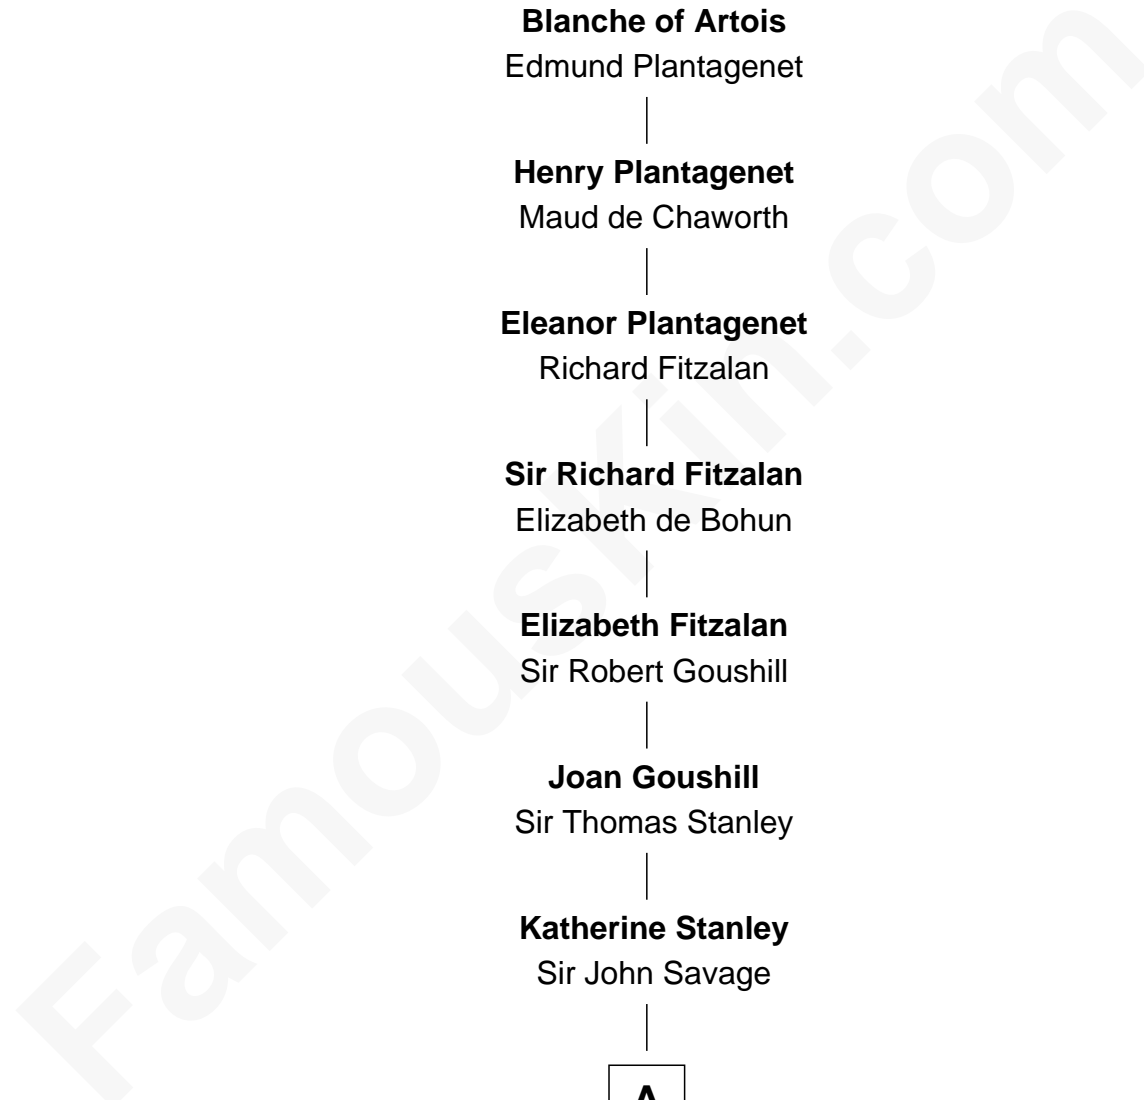 Blanche of Artois
Edmund Plantagenet
Henry Plantagenet
Maud de Chaworth
Eleanor Plantagenet
Richard Fitzalan
Sir Richard Fitzalan
Elizabeth de Bohun
Elizabeth Fitzalan
Sir Robert Goushill
Joan Goushill
Sir Thomas Stanley
Katherine Stanley
Sir John Savage
A
FamousKin.com